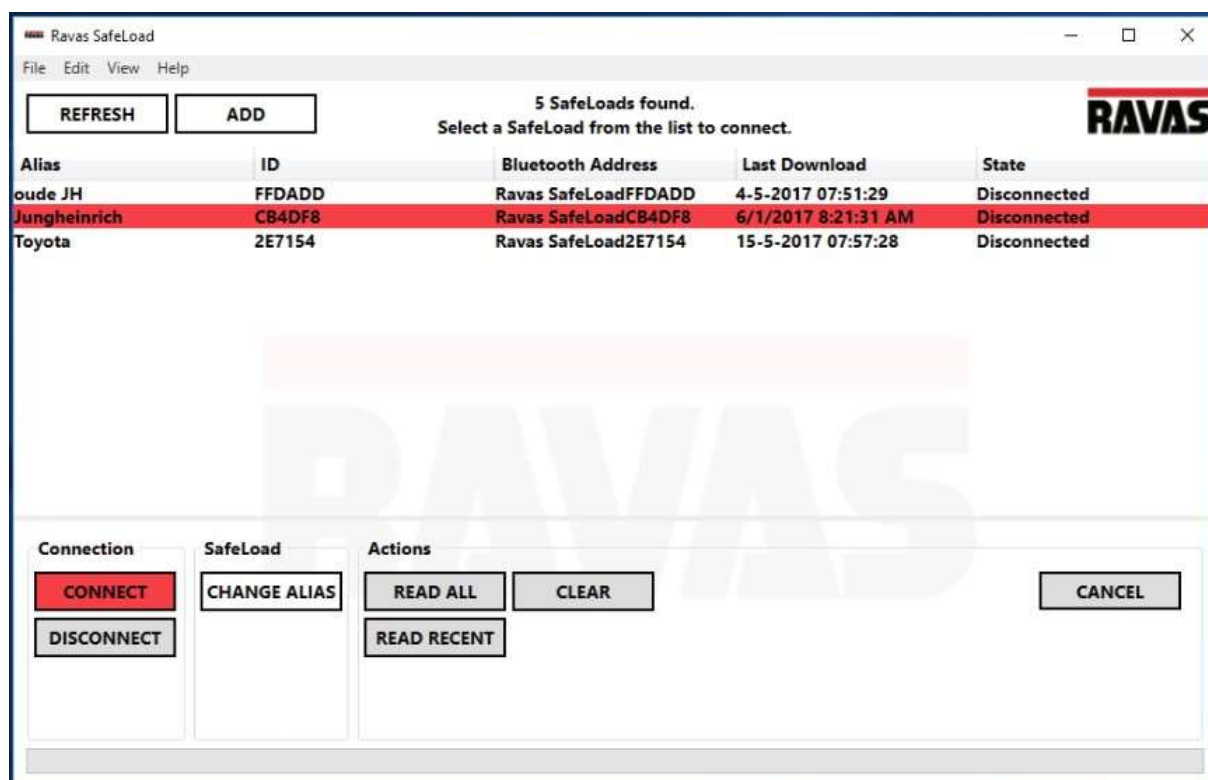 Ravas SafeLoad
File Edit View Help
REFRESH ADD
5 SafeLoads found.
Select a SafeLoad from the list to connect.
RAVAS
Alias ID Bluetooth Address Last Download State
oude JH FFDADD Ravas SafeLoadFFDADD 4-5-2017 07:51:29 Disconnected
Jungheinrich CB4DF8 Ravas SafeLoadCB4DF8 6/1/2017 8:21:31 AM Disconnected
Toyota 2E7154 Ravas SafeLoad2E7154 15-5-2017 07:57:28 Disconnected
RAVAS
Connection SafeLoad Actions
CONNECT CHANGE ALIAS READ ALL CLEAR CANCEL
DISCONNECT READ RECENT